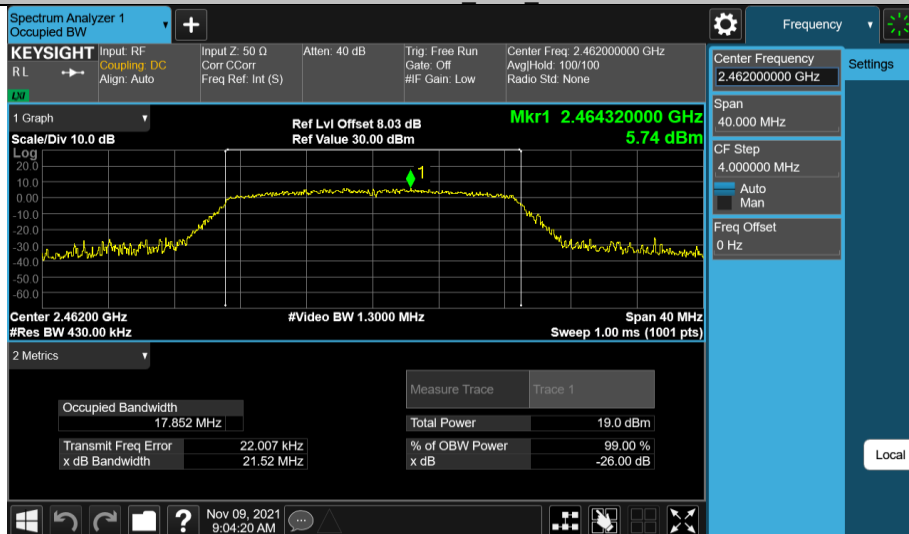 Spectrum Analyzer 1
Occupied BW
Frequency
KEYSIGHT
R L
LXI
Input: RF
Coupling: DC
Align: Auto
Input Z: 50 Ω
Corr CCorr
Freq Ref: Int (S)
Atten: 40 dB
Trig: Free Run
Gate: Off
#IF Gain: Low
Center Freq: 2.462000000 GHz
Avg|Hold: 100/100
Radio Std: None
Center Frequency
2.462000000 GHz
Settings
Span
40.000 MHz
CF Step
4.000000 MHz
Auto
Man
Freq Offset
0 Hz
1 Graph
Scale/Div 10.0 dB
Ref Lvl Offset 8.03 dB
Ref Value 30.00 dBm
Mkr1 2.464320000 GHz
5.74 dBm
Log
20.0
10.0
0.00
-10.0
-20.0
-30.0
-40.0
-50.0
-60.0
1
Center 2.46200 GHz
#Res BW 430.00 kHz
#Video BW 1.3000 MHz
Span 40 MHz
Sweep 1.00 ms (1001 pts)
2 Metrics
Measure Trace
Trace 1
Occupied Bandwidth
17.852 MHz
Total Power
19.0 dBm
Transmit Freq Error
22.007 kHz
% of OBW Power
99.00 %
x dB Bandwidth
21.52 MHz
x dB
-26.00 dB
Local
?
Nov 09, 2021
9:04:20 AM